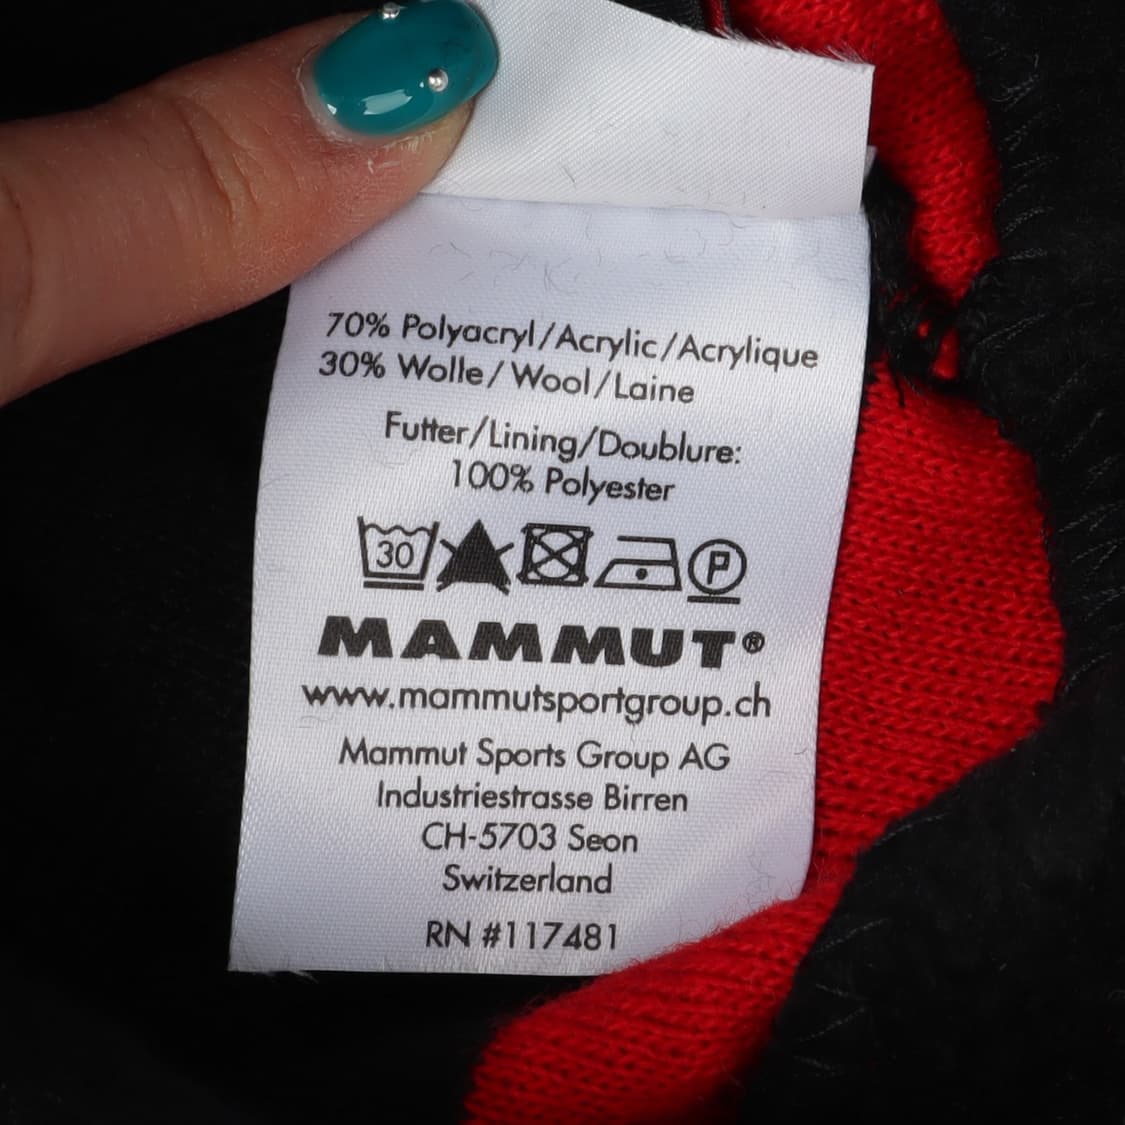 70% Polyacryl/Acrylic/Acrylique
30% Wolle/Wool/Laine
Futter/Lining/Doublure:
100% Polyester
30 P
MAMMUT®
www.mammutsportgroup.ch
Mammut Sports Group AG
Industriestrasse Birren
CH-5703 Seon
Switzerland
RN #117481